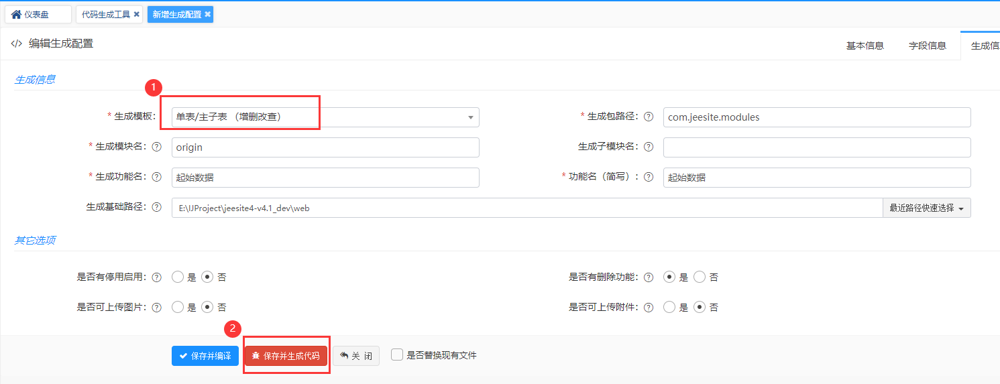 仪表盘 代码生成工具 × 新增生成配置 ×
</> 编辑生成配置 基本信息 字段信息 生成信
生成信息
1
* 生成模板: 单表/主子表 （增删改查） * 生成包路径: ? com.jeesite.modules
* 生成模块名: ? origin 生成子模块名: ?
* 生成功能名: ? 起始数据 * 功能名（简写）: ? 起始数据
生成基础路径: ? E:\IJProject\jeesite4-v4.1_dev\web 最近路径快速选择
其它选项
是否有停用启用: ? 是 否 是否有删除功能: ? 是 否
是否可上传图片: ? 是 否 是否可上传附件: ? 是 否
2
保存并编译 保存并生成代码 关 闭 是否替换现有文件